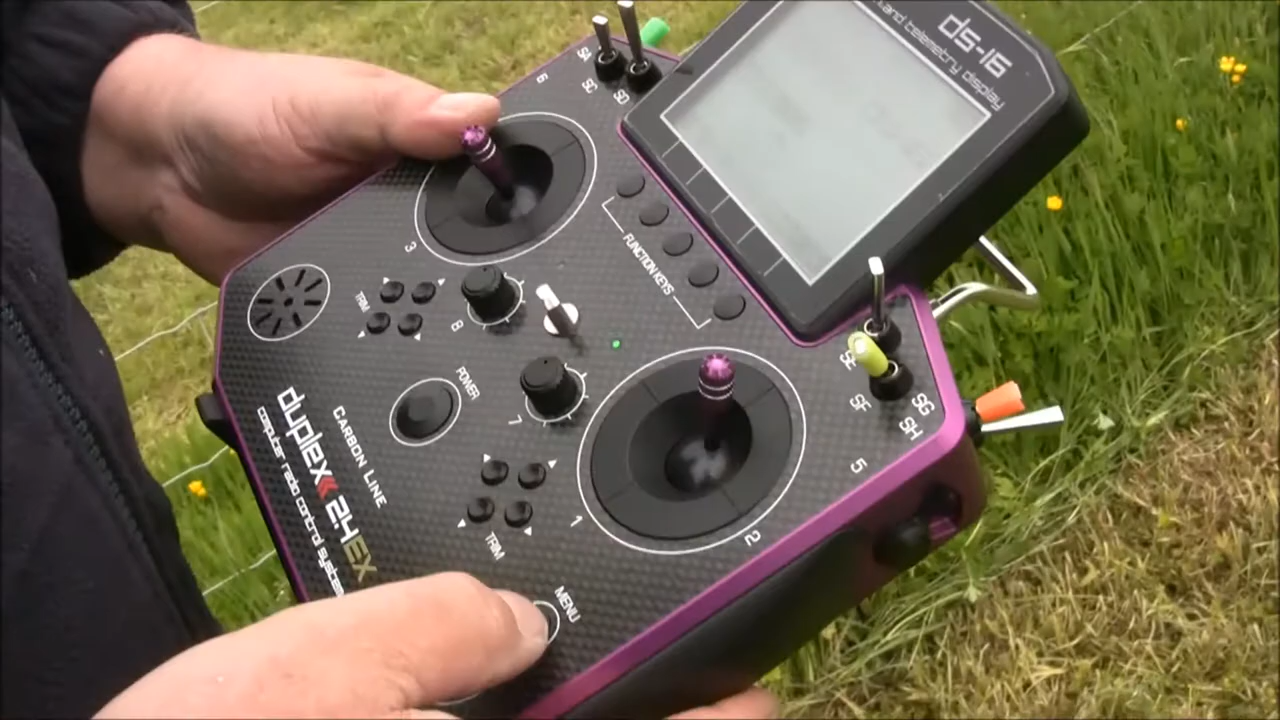 DS-16
and telemetry display
SA
SC
SD
6
3
FUNCTION KEYS
TRIM
8
7
POWER
SE
SF
SG
SH
5
CARBON LINE
duplex 2.4EX
computer radio control system
1
2
TRIM
MENU